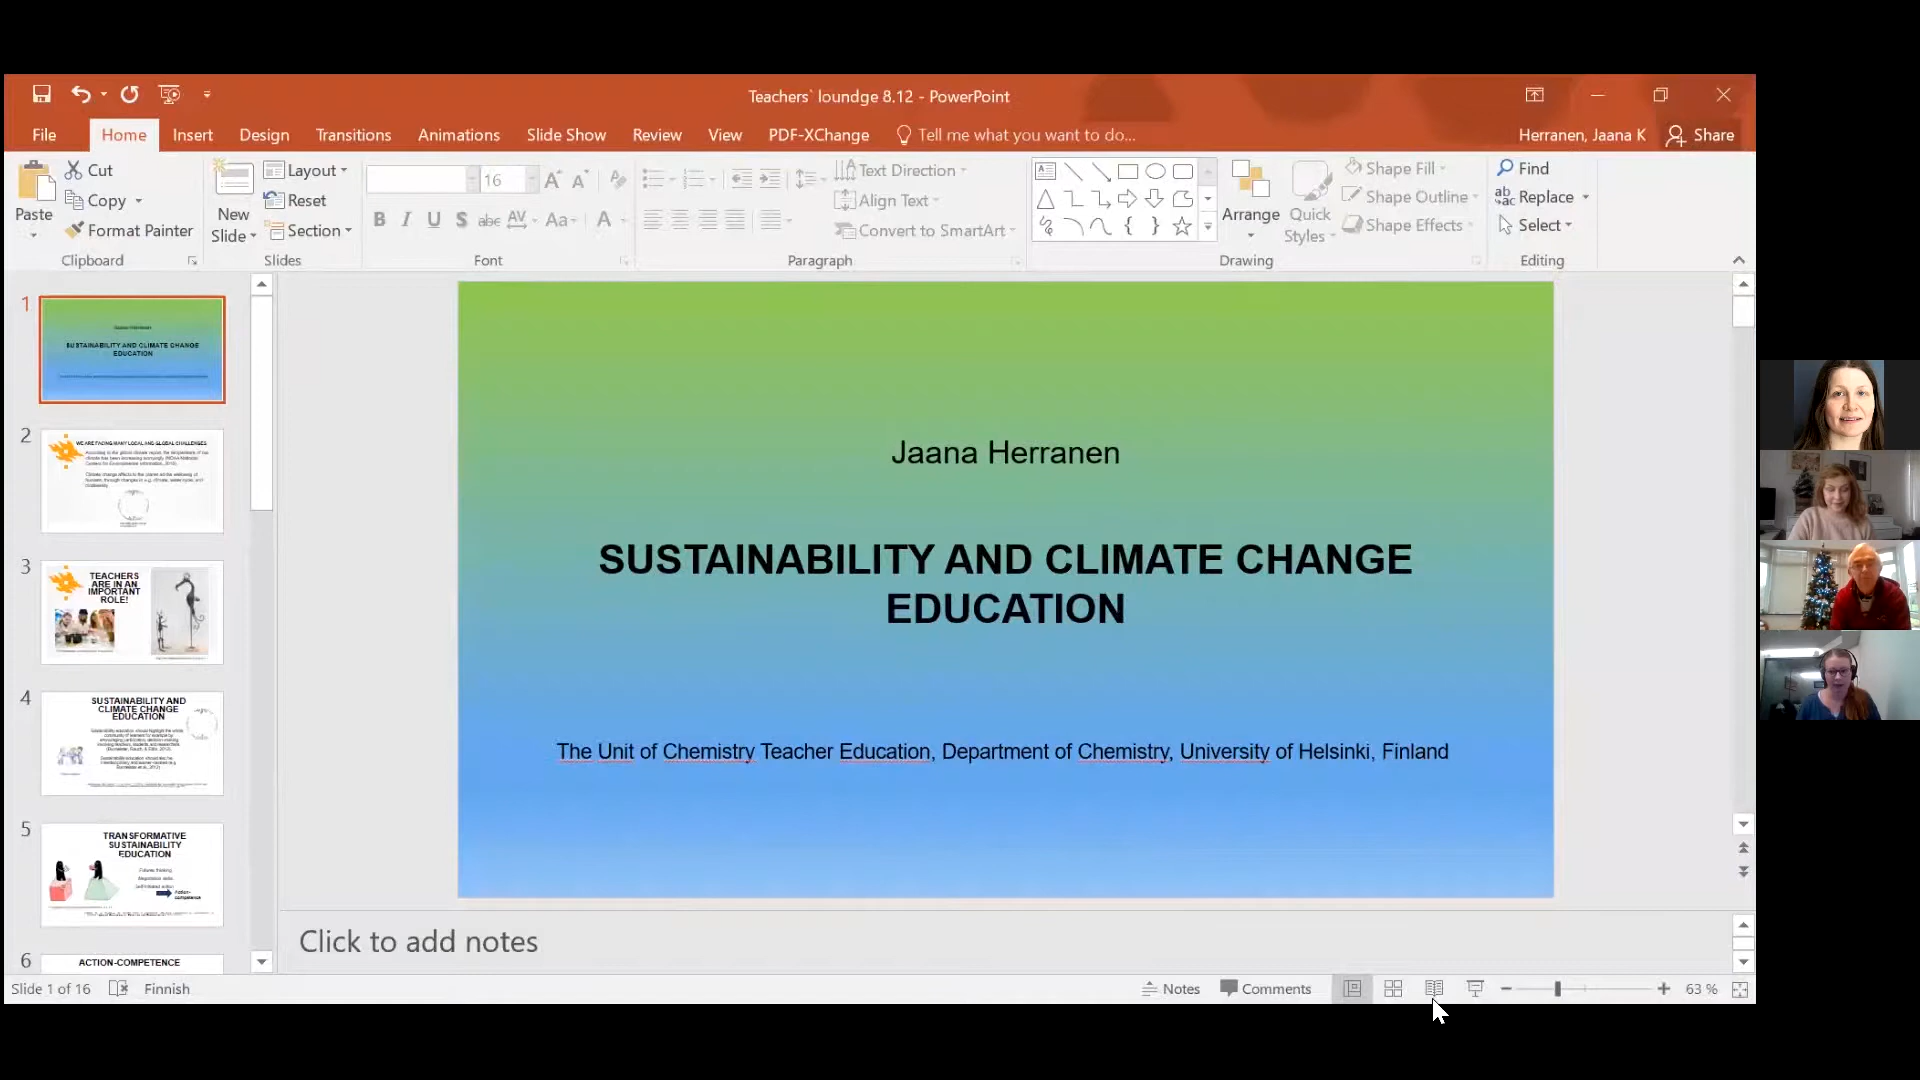 Teachers` loundge 8.12 - PowerPoint
File Home Insert Design Transitions Animations Slide Show Review View PDF-XChange Tell me what you want to do... Herranen, Jaana K Share
Paste
Cut
Copy
Format Painter
Clipboard
New Slide
Layout
Reset
Section
Slides
16
Font
Text Direction
Align Text
Convert to SmartArt
Paragraph
Arrange
Quick Styles
Shape Fill
Shape Outline
Shape Effects
Drawing
Find
Replace
Select
Editing
1
Jaana Herranen
SUSTAINABILITY AND CLIMATE CHANGE
EDUCATION
2
WE ARE FACING MANY LOCAL AND GLOBAL CHALLENGES
3
TEACHERS
ARE IN AN
IMPORTANT
ROLE!
4
SUSTAINABILITY AND
CLIMATE CHANGE
EDUCATION
5
TRANSFORMATIVE
SUSTAINABILITY
EDUCATION
Futures thinking
6
ACTION-COMPETENCE
Jaana Herranen
SUSTAINABILITY AND CLIMATE CHANGE
EDUCATION
The Unit of Chemistry Teacher Education, Department of Chemistry, University of Helsinki, Finland
Click to add notes
Slide 1 of 16 Finnish Notes Comments 63 %